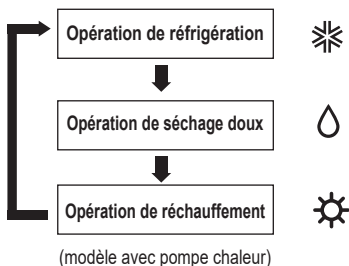 Opération de réfrigération
Opération de séchage doux
Opération de réchauffement
(modèle avec pompe chaleur)